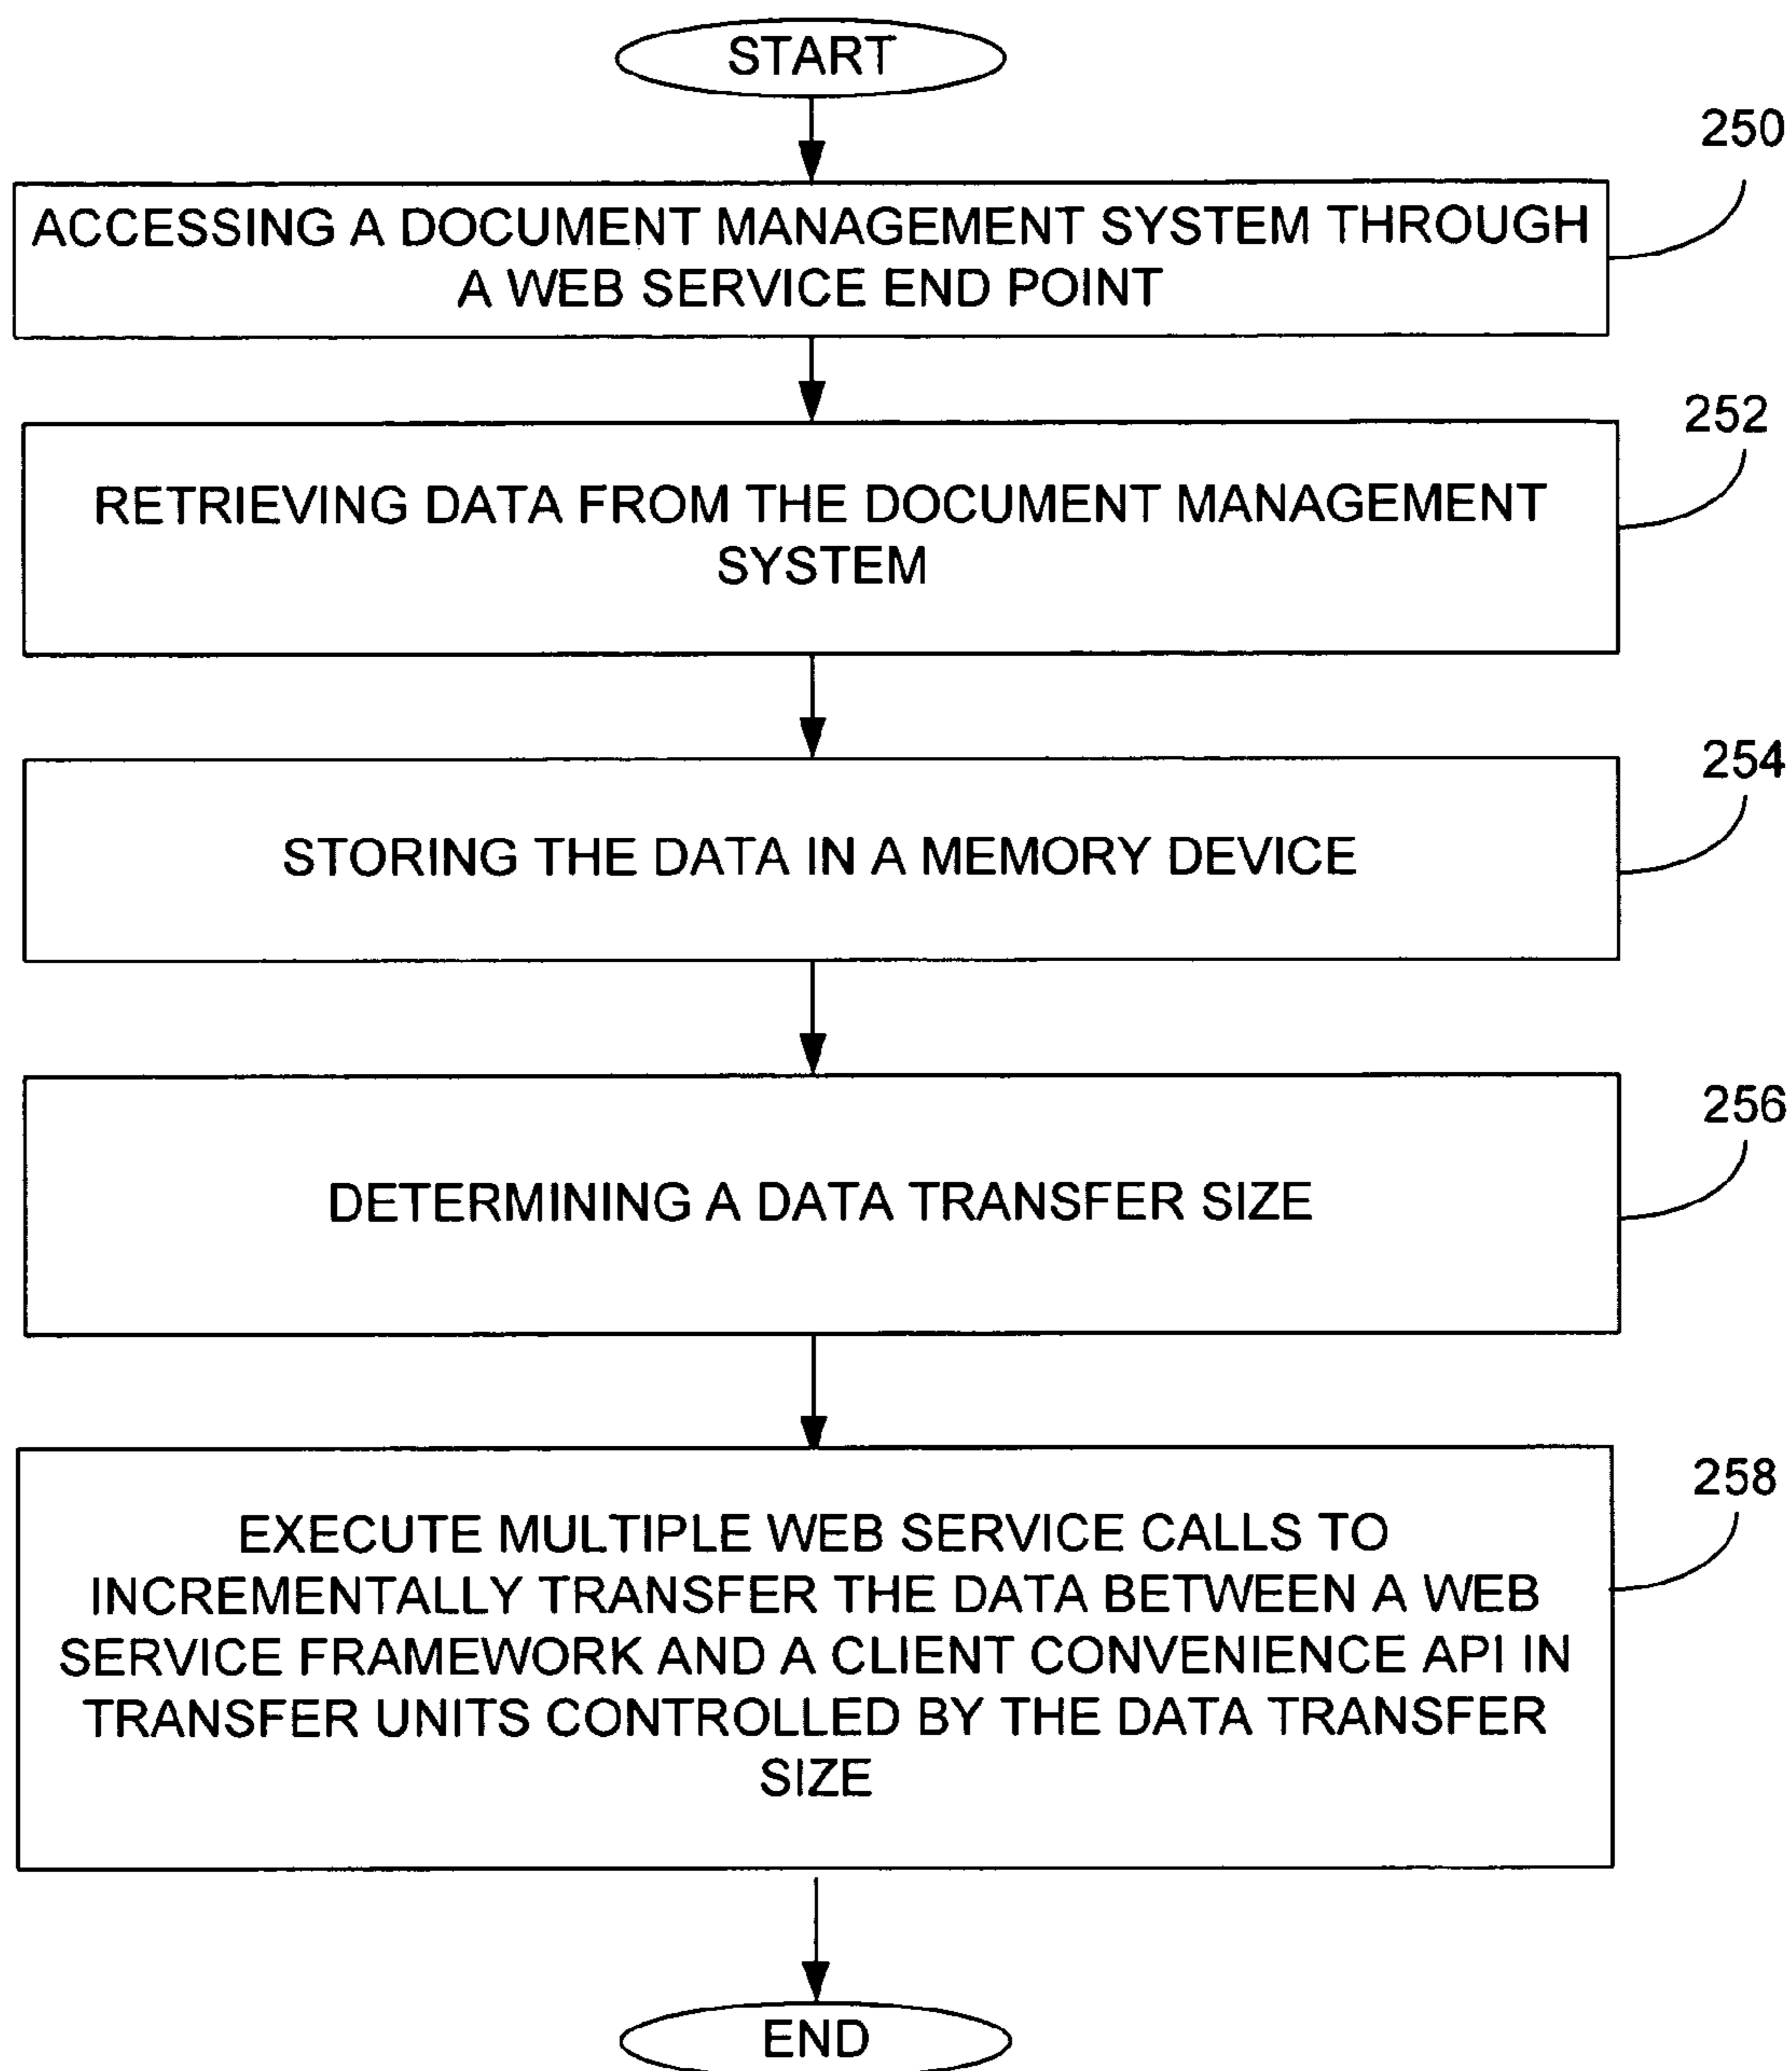 START
250
ACCESSING A DOCUMENT MANAGEMENT SYSTEM THROUGH
A WEB SERVICE END POINT
252
RETRIEVING DATA FROM THE DOCUMENT MANAGEMENT
SYSTEM
254
STORING THE DATA IN A MEMORY DEVICE
256
DETERMINING A DATA TRANSFER SIZE
258
EXECUTE MULTIPLE WEB SERVICE CALLS TO
INCREMENTALLY TRANSFER THE DATA BETWEEN A WEB
SERVICE FRAMEWORK AND A CLIENT CONVENIENCE API IN
TRANSFER UNITS CONTROLLED BY THE DATA TRANSFER
SIZE
END